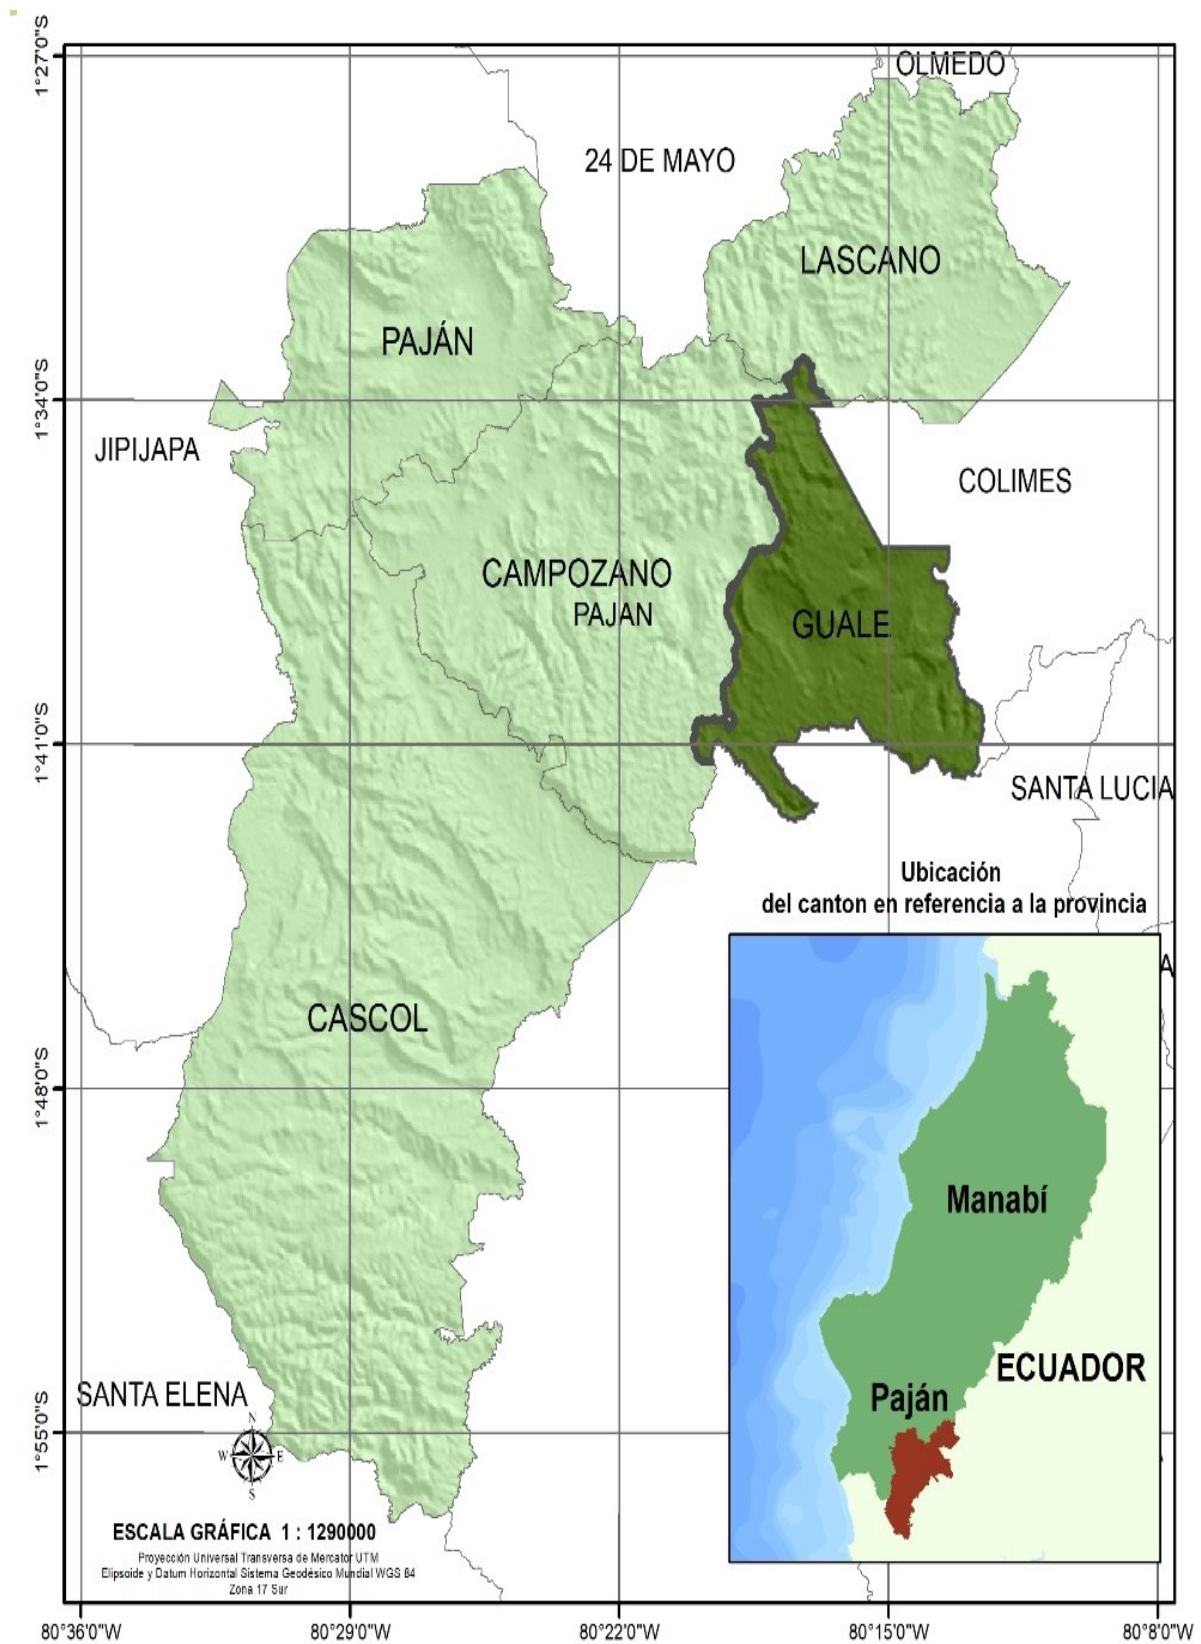 1°27'0"S
OLMEDO
24 DE MAYO
LASCANO
PAJÁN
1°34'0"S
JIPIJAPA
COLIMES
CAMPOZANO
PAJAN
GUALE
1°41'0"S
SANTA LUCIA
Ubicación
del canton en referencia a la provincia
A
CASCOL
1°48'0"S
Manabí
ECUADOR
Paján
SANTA ELENA
1°55'0"S
N
W E
S
ESCALA GRÁFICA 1 : 1290000
Proyección Universal Transversa de Mercator UTM
Elipsoide y Datum Horizontal Sistema Geodésico Mundial WGS 84
Zona 17 Sur
80°36'0"W 80°29'0"W 80°22'0"W 80°15'0"W 80°8'0"W